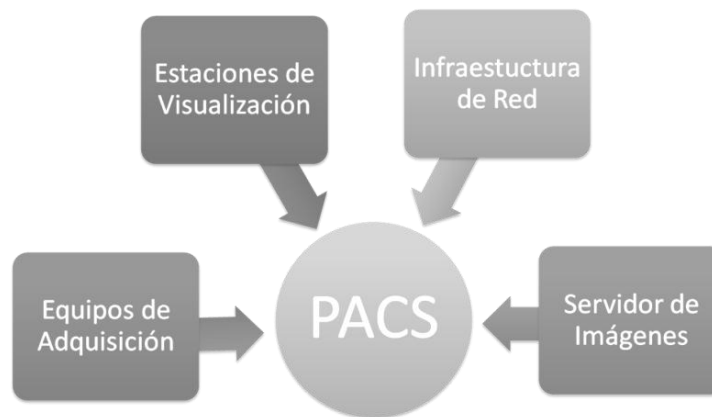 Estaciones de
Visualización
Infraestuctura
de Red
Equipos de
Adquisición
PACS
Servidor de
Imágenes